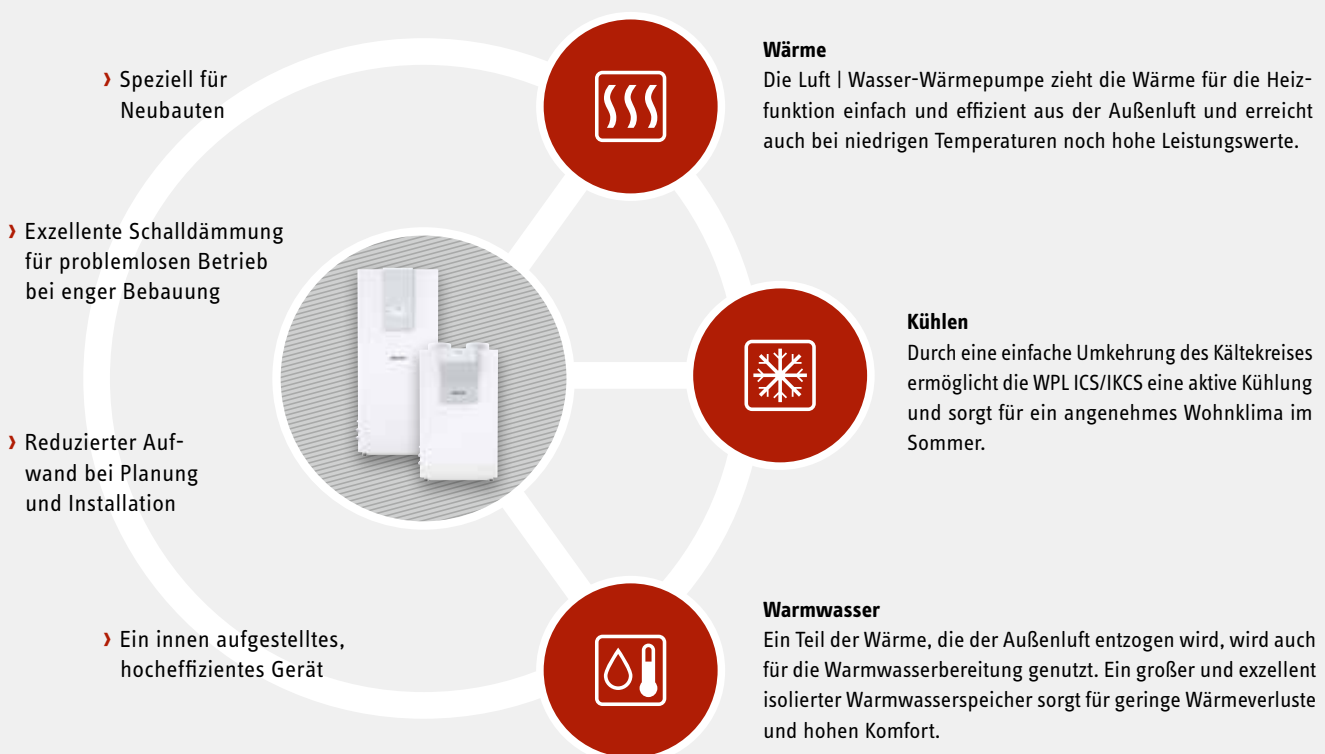 › Speziell für
Neubauten
› Exzellente Schalldämmung
für problemlosen Betrieb
bei enger Bebauung
› Reduzierter Auf-
wand bei Planung
und Installation
› Ein innen aufgestelltes,
hocheffizientes Gerät
Wärme
Die Luft | Wasser-Wärmepumpe zieht die Wärme für die Heiz-
funktion einfach und effizient aus der Außenluft und erreicht
auch bei niedrigen Temperaturen noch hohe Leistungswerte.
Kühlen
Durch eine einfache Umkehrung des Kältekreises
ermöglicht die WPL ICS/IKCS eine aktive Kühlung
und sorgt für ein angenehmes Wohnklima im
Sommer.
Warmwasser
Ein Teil der Wärme, die der Außenluft entzogen wird, wird auch
für die Warmwasserbereitung genutzt. Ein großer und exzellent
isolierter Warmwasserspeicher sorgt für geringe Wärmeverluste
und hohen Komfort.